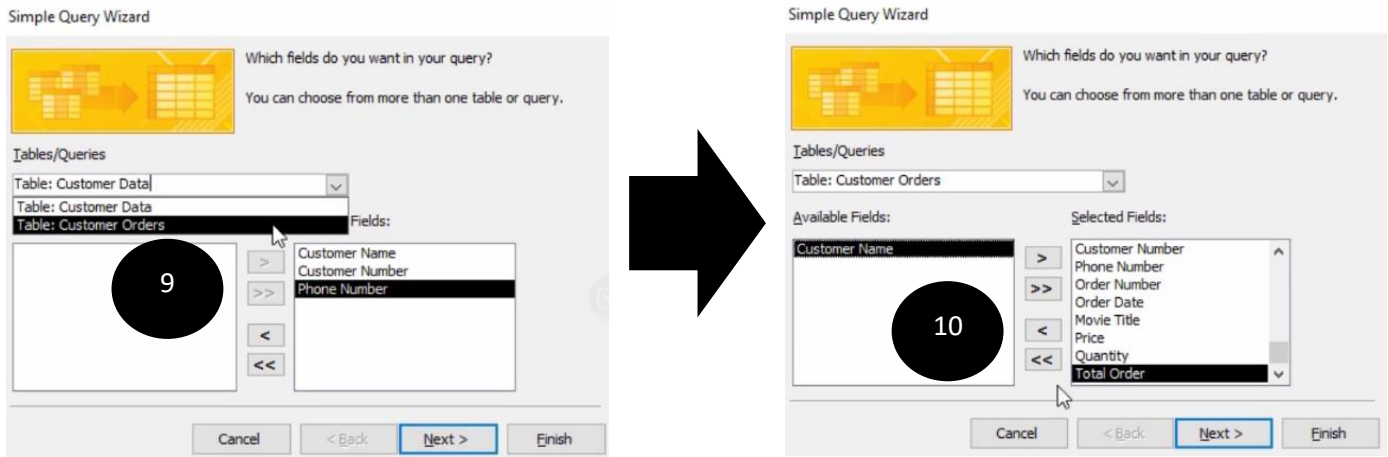 Simple Query Wizard
Which fields do you want in your query?
You can choose from more than one table or query.
Tables/Queries
Table: Customer Data
Table: Customer Data
Table: Customer Orders
Fields:
Customer Name
Customer Number
Phone Number
>
>>
<
<<
9
Cancel
< Back
Next >
Finish
Simple Query Wizard
Which fields do you want in your query?
You can choose from more than one table or query.
Tables/Queries
Table: Customer Orders
Available Fields:
Selected Fields:
Customer Name
>
>>
<
<<
10
Customer Number
Phone Number
Order Number
Order Date
Movie Title
Price
Quantity
Total Order
Cancel
< Back
Next >
Finish